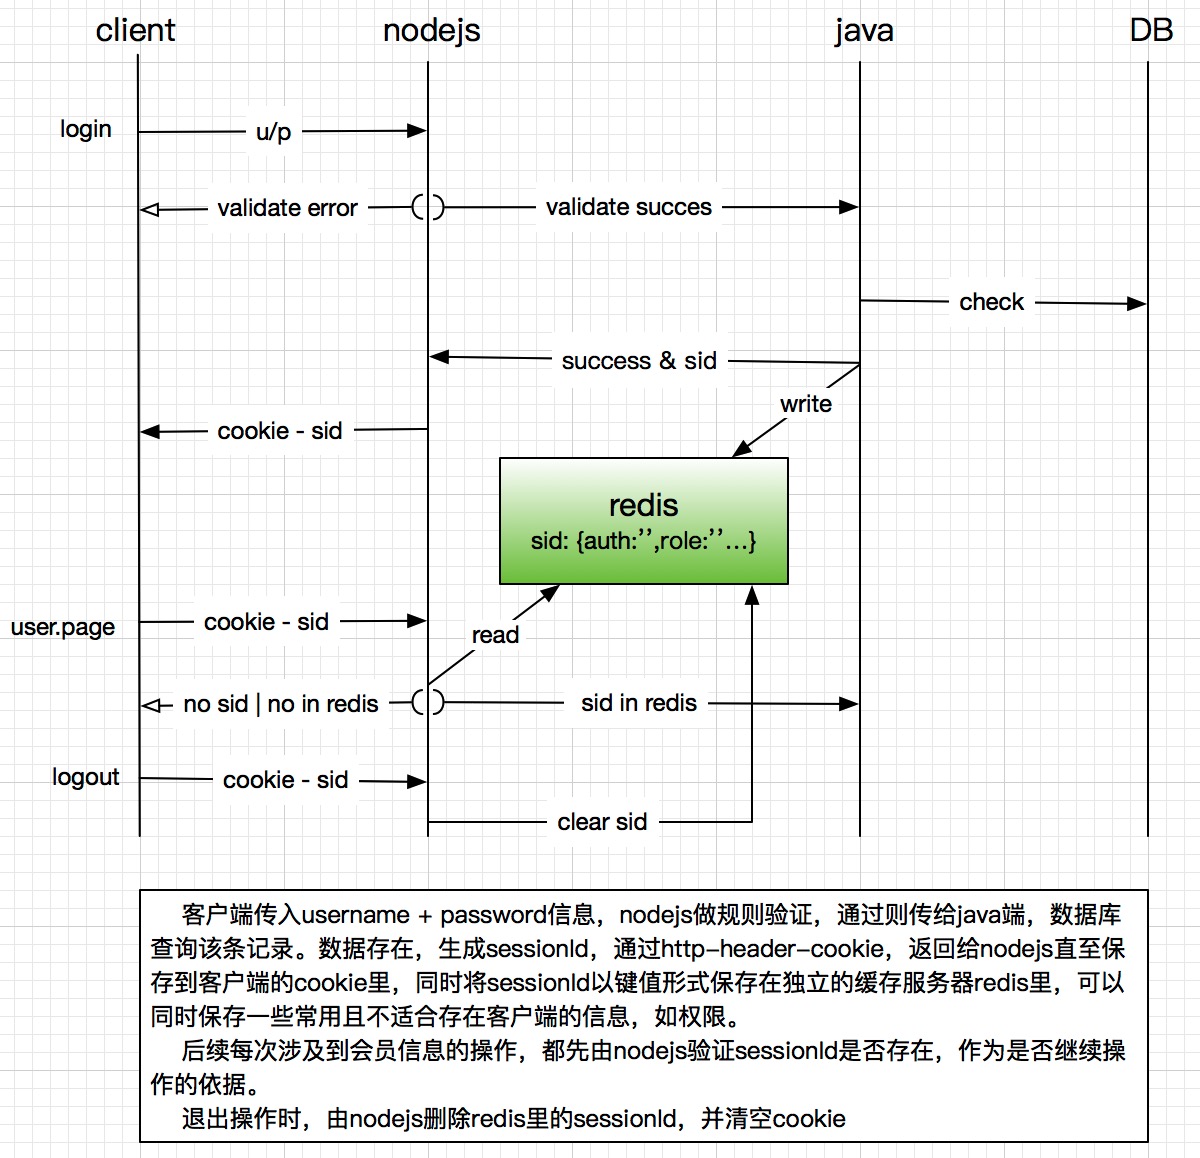 client nodejs java DB
login u/p
validate error validate succes
check
success & sid
write
cookie - sid
redis
sid: {auth:’’,role:’’...}
user.page cookie - sid
read
no sid | no in redis sid in redis
logout cookie - sid
clear sid
客户端传入username + password信息，nodejs做规则验证，通过则传给java端，数据库
查询该条记录。数据存在，生成sessionId，通过http-header-cookie，返回给nodejs直至保
存到客户端的cookie里，同时将sessionId以键值形式保存在独立的缓存服务器redis里，可以
同时保存一些常用且不适合存在客户端的信息，如权限。
后续每次涉及到会员信息的操作，都先由nodejs验证sessionId是否存在，作为是否继续操
作的依据。
退出操作时，由nodejs删除redis里的sessionId，并清空cookie